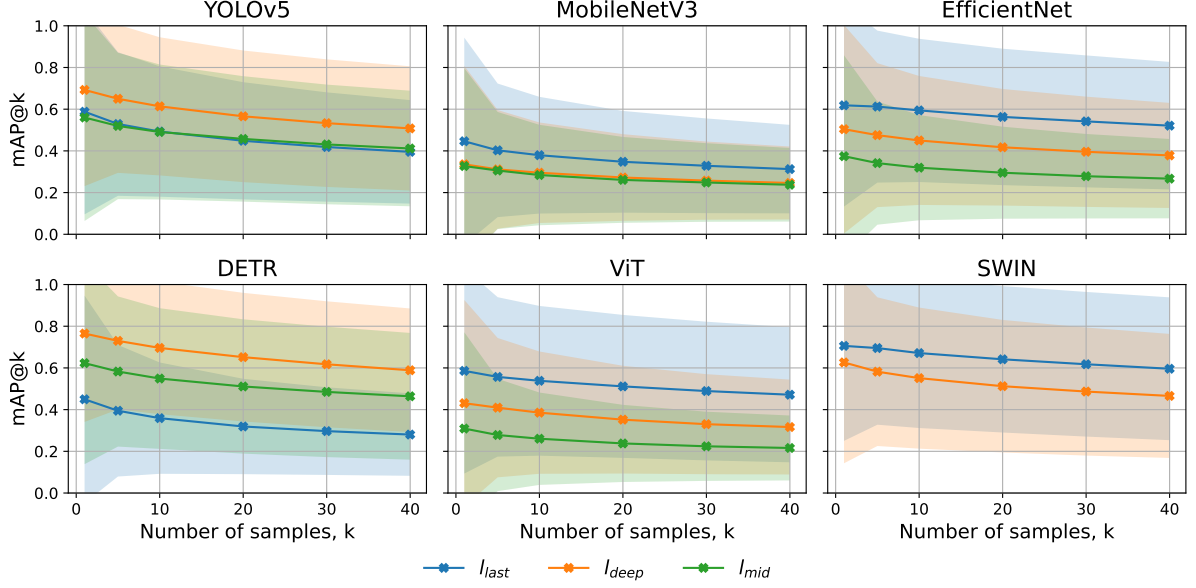 YOLOv5 MobileNetV3 EfficientNet
mAP@k
1.0
0.8
0.6
0.4
0.2
0.0
DETR ViT SWIN
mAP@k
1.0
0.8
0.6
0.4
0.2
0.0
0 10 20 30 40 0 10 20 30 40 0 10 20 30 40
Number of samples, k Number of samples, k Number of samples, k
l_last l_deep l_mid